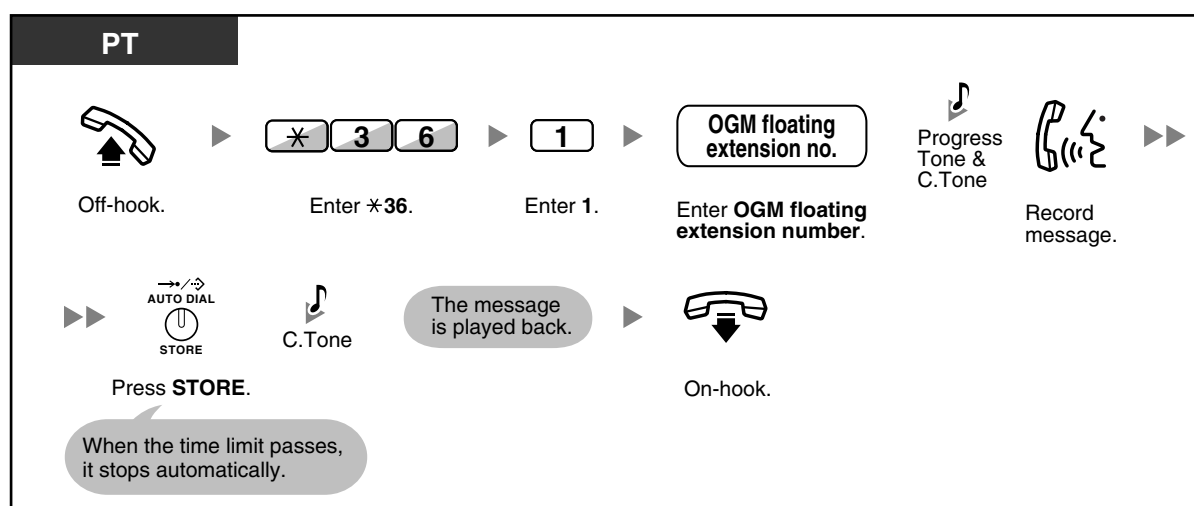 PT
✳ 3 6
1
OGM floating
extension no.
Progress
Tone &
C.Tone
Off-hook.
Enter ✳36.
Enter 1.
Enter OGM floating
extension number.
Record
message.
AUTO DIAL
STORE
C.Tone
The message
is played back.
Press STORE.
On-hook.
When the time limit passes,
it stops automatically.